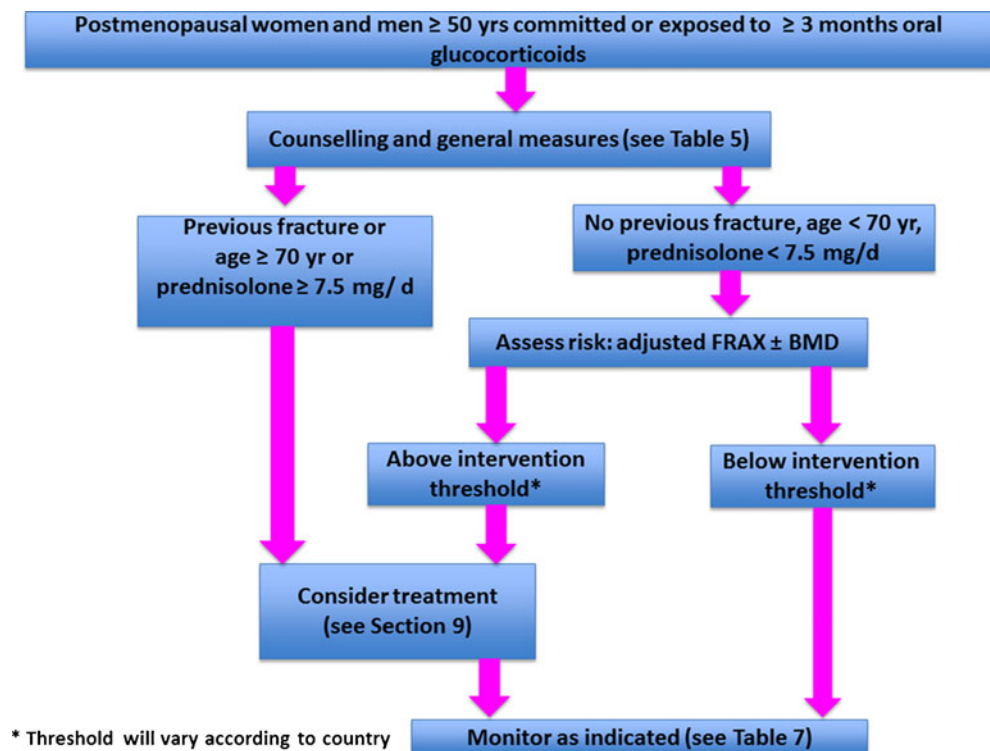 Postmenopausal women and men ≥ 50 yrs committed or exposed to ≥ 3 months oral
glucocorticoids
Counselling and general measures (see Table 5)
Previous fracture or
age ≥ 70 yr or
prednisolone ≥ 7.5 mg/ d
No previous fracture, age < 70 yr,
prednisolone < 7.5 mg/d
Assess risk: adjusted FRAX ± BMD
Above intervention
threshold*
Below intervention
threshold*
Consider treatment
(see Section 9)
Monitor as indicated (see Table 7)
* Threshold will vary according to country